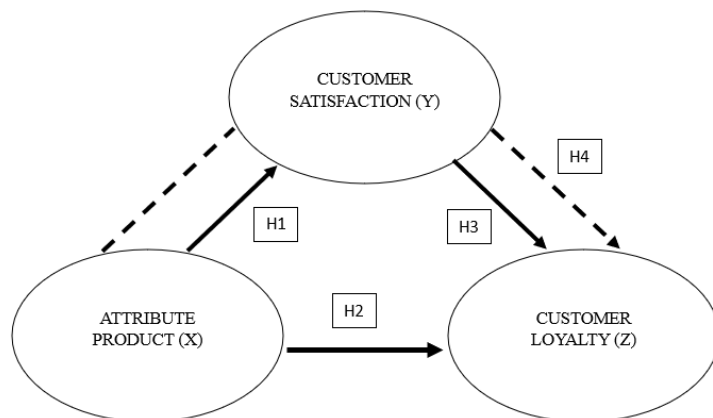 CUSTOMER
SATISFACTION (Y)
H4
H1
H3
H2
ATTRIBUTE
PRODUCT (X)
CUSTOMER
LOYALTY (Z)